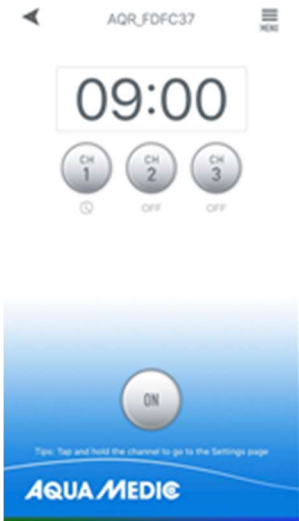 AQR_FDFC37
MENU
09:00
CH 1
CH 2
CH 3
OFF
OFF
ON
Tips: Tap and hold the channel to go to the Settings page
AQUA MEDIC